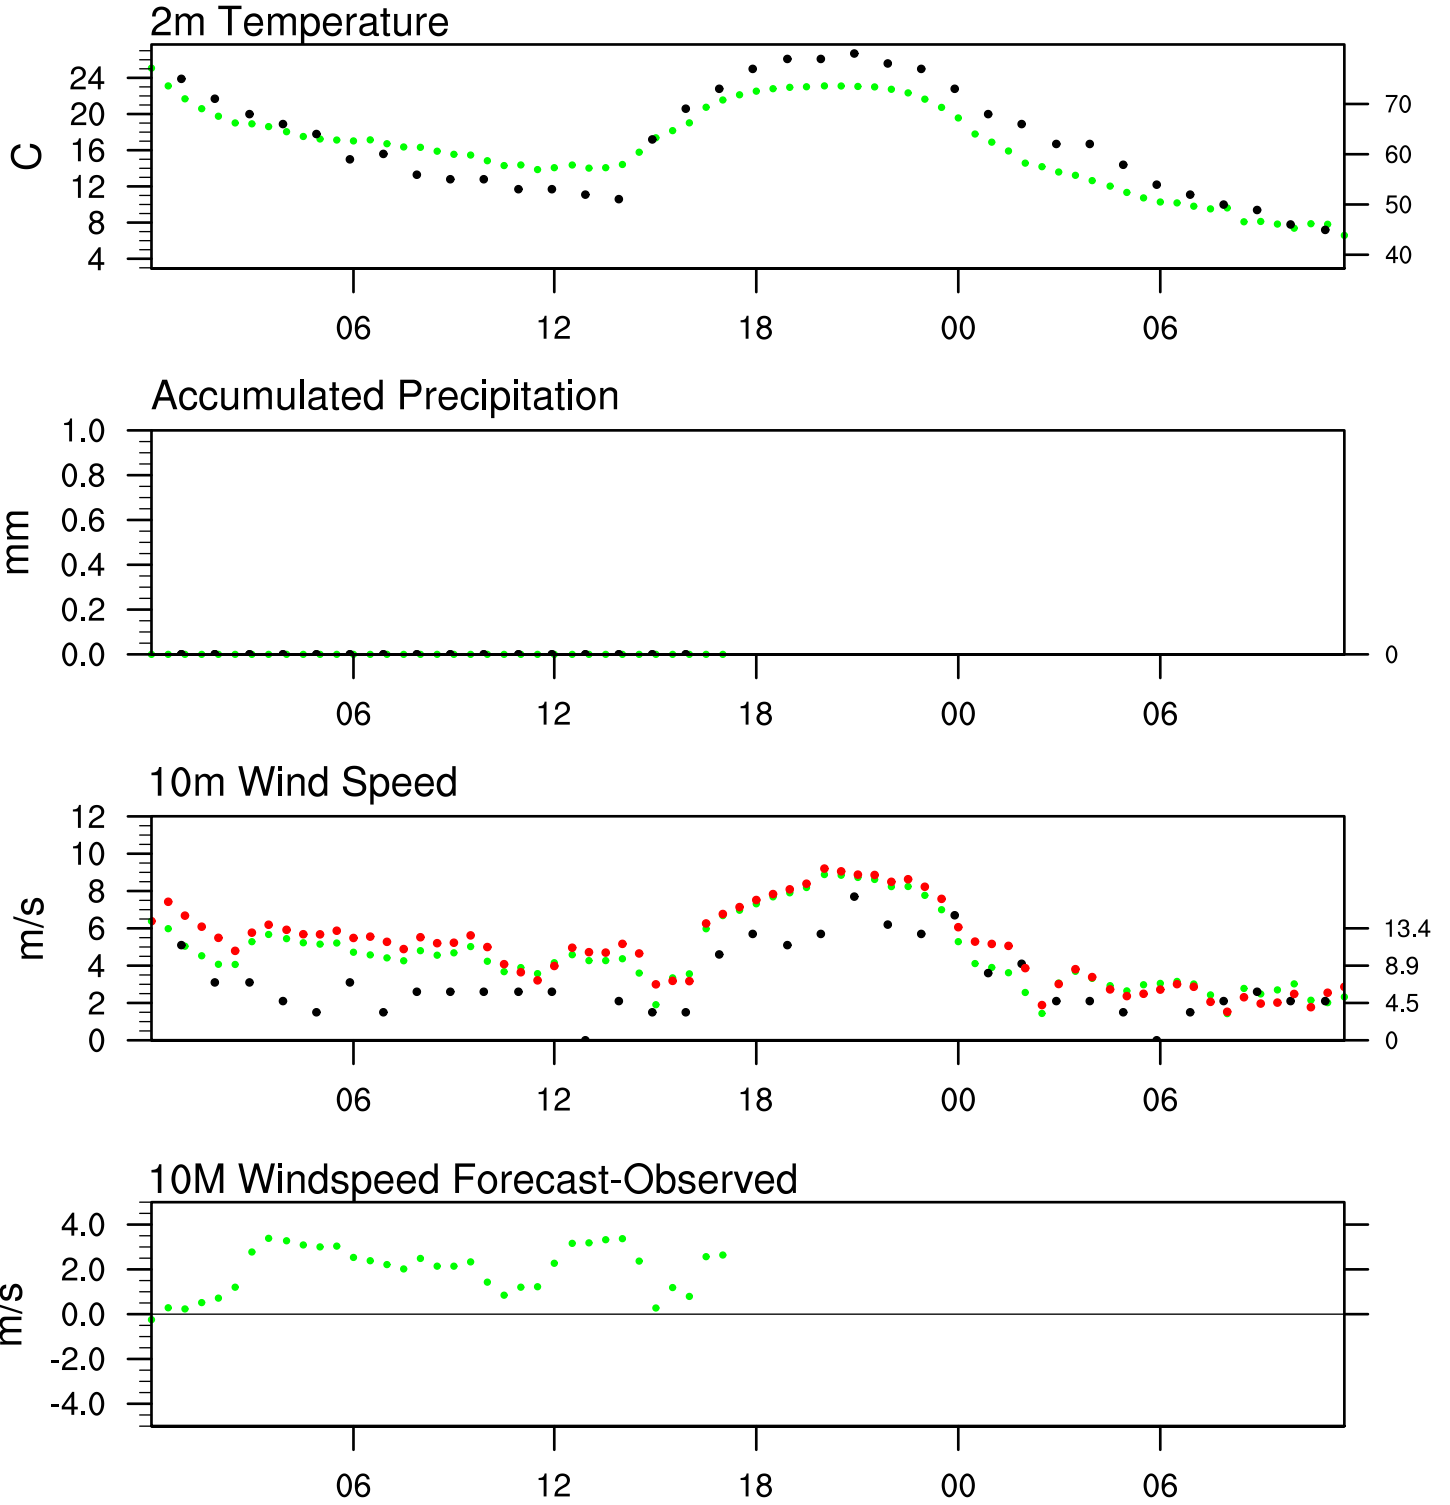 2m Temperature
24
20
16
12
8
4
C
70
60
50
40
06 12 18 00 06
Accumulated Precipitation
1.0
0.8
0.6
0.4
0.2
0.0
mm
0
06 12 18 00 06
10m Wind Speed
12
10
8
6
4
2
0
m/s
13.4
8.9
4.5
0
06 12 18 00 06
10M Windspeed Forecast-Observed
4.0
2.0
0.0
-2.0
-4.0
m/s
06 12 18 00 06